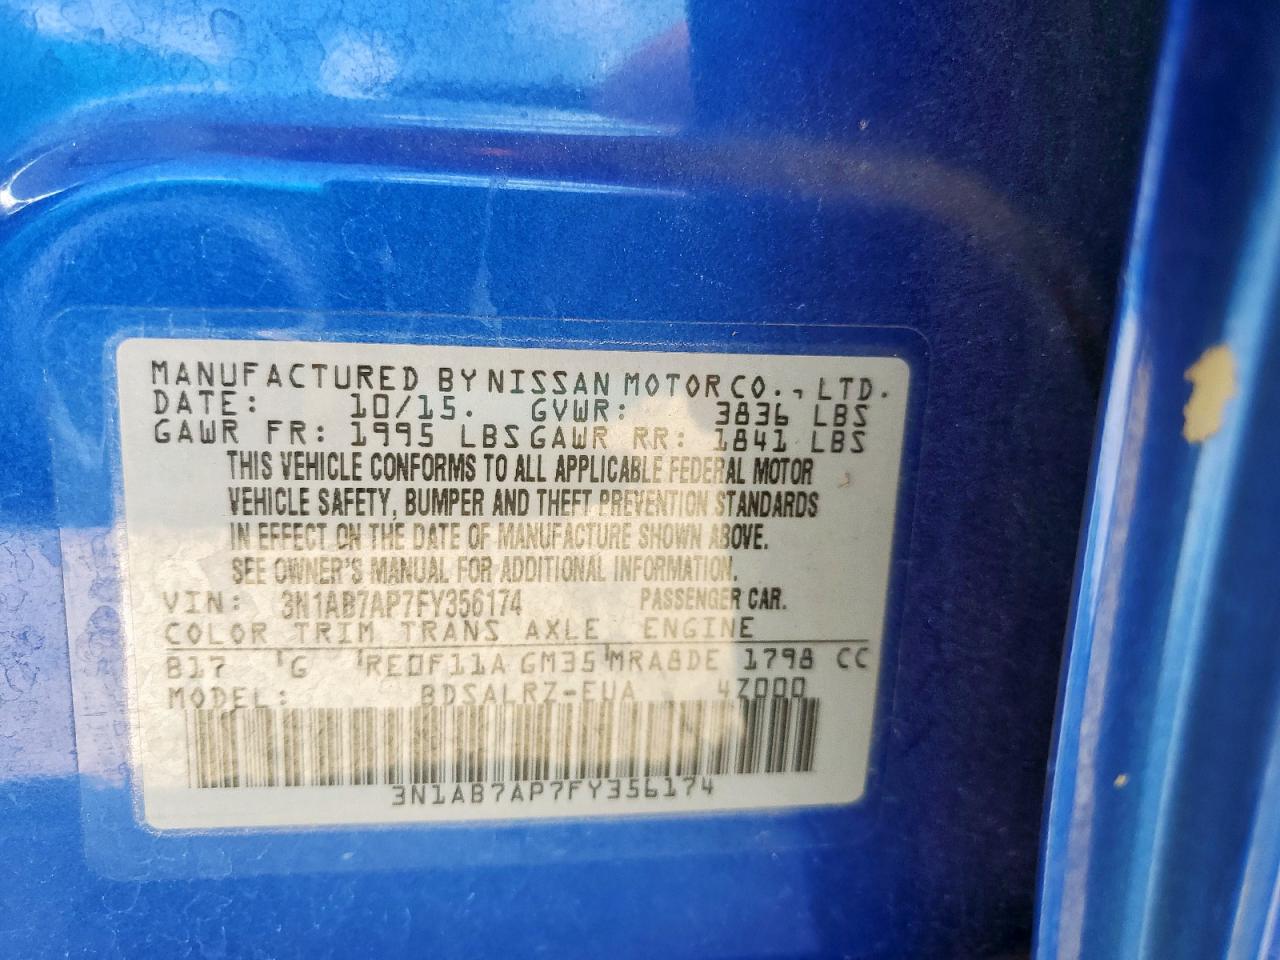 MANUFACTURED BY NISSAN MOTOR CO., LTD.
DATE: 10/15. GVWR: 3836 LBS
GAWR FR: 1995 LBS GAWR RR: 1841 LBS
THIS VEHICLE CONFORMS TO ALL APPLICABLE FEDERAL MOTOR
VEHICLE SAFETY, BUMPER AND THEFT PREVENTION STANDARDS
IN EFFECT ON THE DATE OF MANUFACTURE SHOWN ABOVE.
SEE OWNER'S MANUAL FOR ADDITIONAL INFORMATION.
VIN: 3N1AB7AP7FY356174 PASSENGER CAR.
COLOR TRIM TRANS AXLE ENGINE
B17 G RE0F11A GM35 MRA8DE 1798 CC
MODEL: BDSALRZ-EUA 4Z000
3N1AB7AP7FY356174